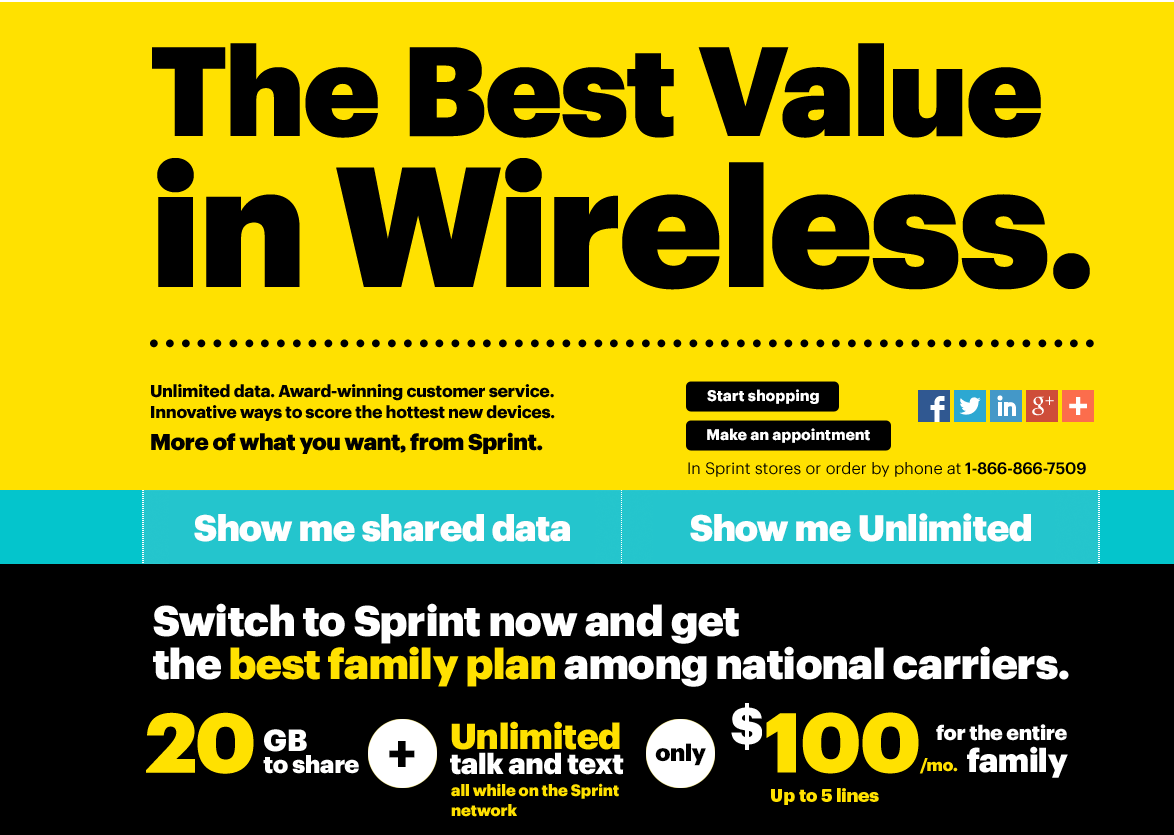 The Best Value
in Wireless.
Unlimited data. Award-winning customer service.
Innovative ways to score the hottest new devices.
More of what you want, from Sprint.
Start shopping
Make an appointment
f
in
g+
+
In Sprint stores or order by phone at 1-866-866-7509
Show me shared data
Show me Unlimited
Switch to Sprint now and get
the best family plan among national carriers.
20 GB
to share
+
Unlimited
talk and text
all while on the Sprint
network
only
$100 /mo.
for the entire
family
Up to 5 lines